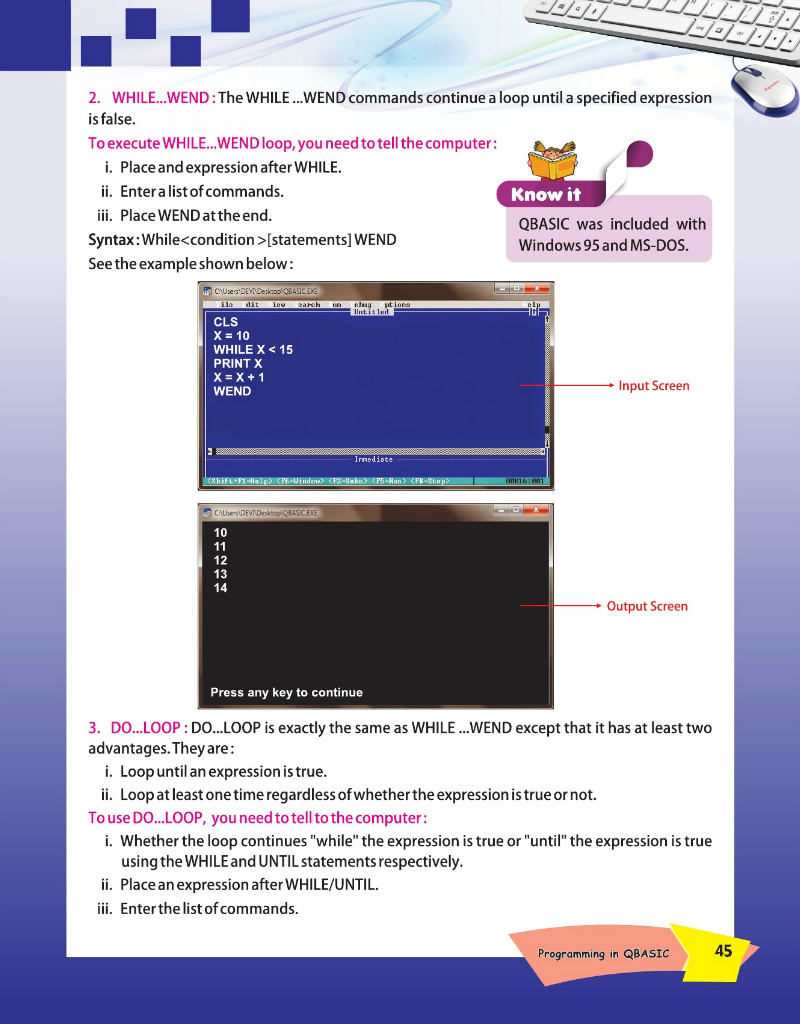 2. WHILE...WEND : The WHILE ...WEND commands continue a loop until a specified expression
is false.
To execute WHILE...WEND loop, you need to tell the computer :
i. Place and expression after WHILE.
ii. Enter a list of commands.
iii. Place WEND at the end.
Syntax : While<condition >[statements] WEND
See the example shown below :
Know it
QBASIC was included with
Windows 95 and MS-DOS.
C:\Users\DEVI\Desktop\QBASIC.EXE
ile dit iew earch un ebug ptions elp
Untitled
CLS
X = 10
WHILE X < 15
PRINT X
X = X + 1
WEND
Input Screen
Immediate
<Shift+F1=Help> <F6=Window> <F2=Subs> <F5=Run> <F8=Step> 00016:001
C:\Users\DEVI\Desktop\QBASIC.EXE
10
11
12
13
14
Output Screen
Press any key to continue
3. DO...LOOP : DO...LOOP is exactly the same as WHILE ...WEND except that it has at least two
advantages. They are :
i. Loop until an expression is true.
ii. Loop at least one time regardless of whether the expression is true or not.
To use DO...LOOP, you need to tell to the computer :
i. Whether the loop continues "while" the expression is true or "until" the expression is true
using the WHILE and UNTIL statements respectively.
ii. Place an expression after WHILE/UNTIL.
iii. Enter the list of commands.
Programming in QBASIC 45